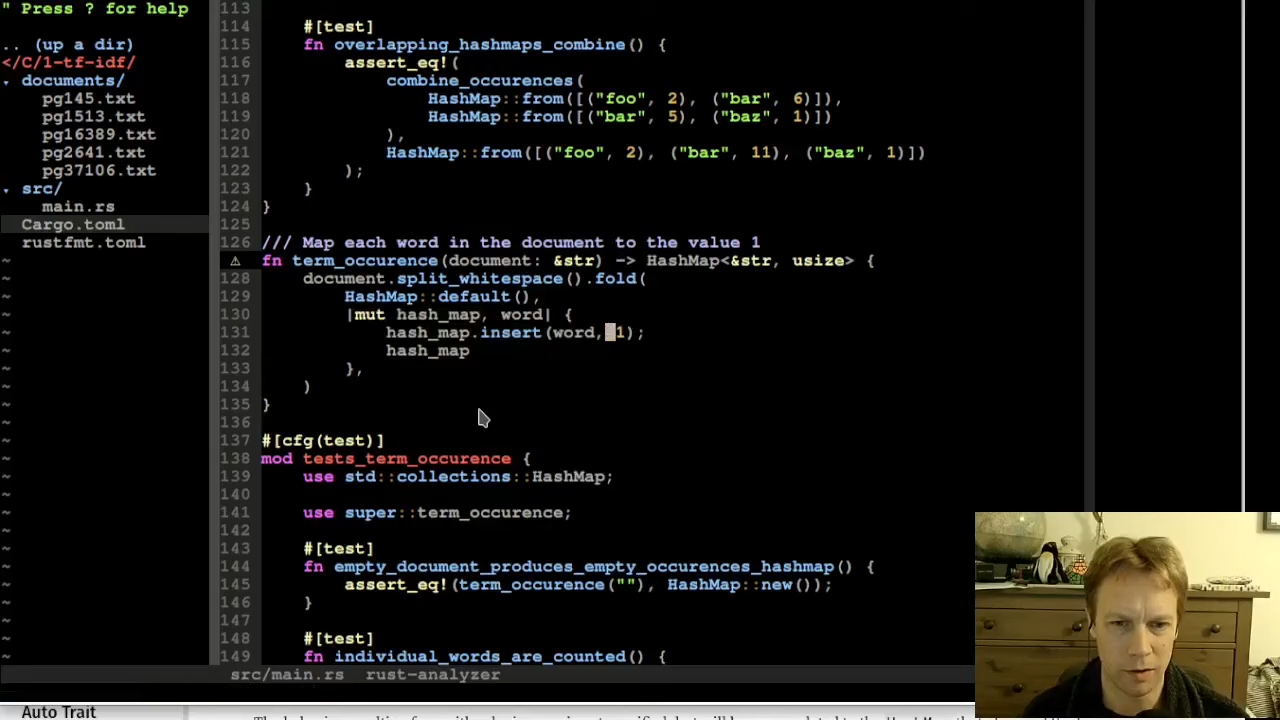 " Press ? for help
.. (up a dir)
</C/1-tf-idf/
documents/
pg145.txt
pg1513.txt
pg16389.txt
pg2641.txt
pg37106.txt
src/
main.rs
Cargo.toml
rustfmt.toml
113
114 #[test]
115 fn overlapping_hashmaps_combine() {
116 assert_eq!(
117 combine_occurences(
118 HashMap::from([("foo", 2), ("bar", 6)]),
119 HashMap::from([("bar", 5), ("baz", 1)])
120 ),
121 HashMap::from([("foo", 2), ("bar", 11), ("baz", 1)])
122 );
123 }
124 }
125
126 /// Map each word in the document to the value 1
⚠ fn term_occurence(document: &str) -> HashMap<&str, usize> {
128 document.split_whitespace().fold(
129 HashMap::default(),
130 |mut hash_map, word| {
131 hash_map.insert(word, 1);
132 hash_map
133 },
134 )
135 }
136
137 #[cfg(test)]
138 mod tests_term_occurence {
139 use std::collections::HashMap;
140
141 use super::term_occurence;
142
143 #[test]
144 fn empty_document_produces_empty_occurences_hashmap() {
145 assert_eq!(term_occurence(""), HashMap::new());
146 }
147
148 #[test]
149 fn individual_words_are_counted() {
src/main.rs rust-analyzer
Auto Trait